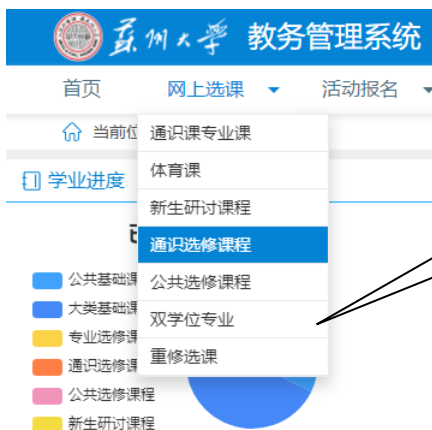 蘇州大学 教务管理系统
首页 网上选课 活动报名
当前位
通识课专业课
体育课
新生研讨课程
通识选修课程
公共选修课程
双学位专业
重修选课
学业进度
公共基础课
大类基础课
专业选修课
通识选修课
公共选修课程
新生研讨课程